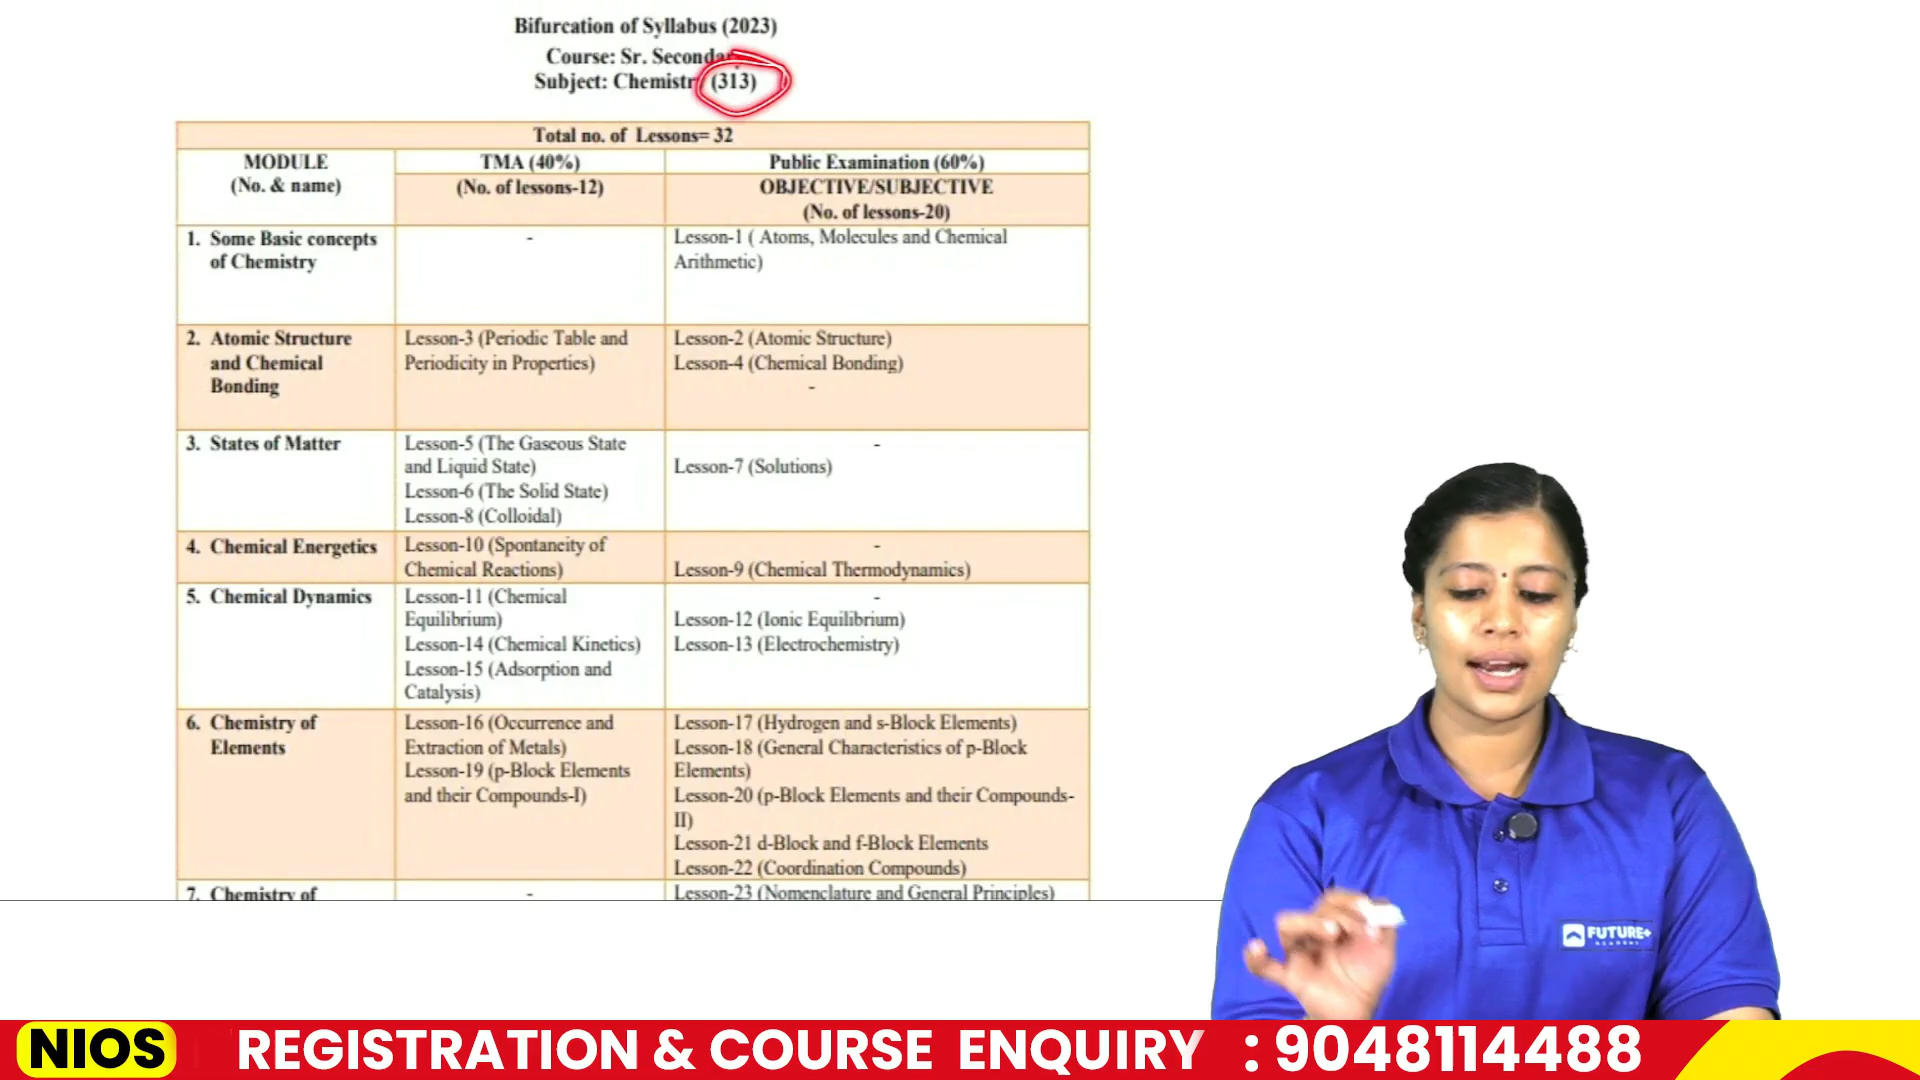 Bifurcation of Syllabus (2023)
Course: Sr. Secondar
Subject: Chemistr (313)
Total no. of Lessons= 32
MODULE
(No. & name)
TMA (40%)
(No. of lessons-12)
Public Examination (60%)
OBJECTIVE/SUBJECTIVE
(No. of lessons-20)
1. Some Basic concepts
of Chemistry
-
Lesson-1 ( Atoms, Molecules and Chemical
Arithmetic)
2. Atomic Structure
and Chemical
Bonding
Lesson-3 (Periodic Table and
Periodicity in Properties)
Lesson-2 (Atomic Structure)
Lesson-4 (Chemical Bonding)
-
3. States of Matter
Lesson-5 (The Gaseous State
and Liquid State)
Lesson-6 (The Solid State)
Lesson-8 (Colloidal)
-
Lesson-7 (Solutions)
4. Chemical Energetics
Lesson-10 (Spontaneity of
Chemical Reactions)
-
Lesson-9 (Chemical Thermodynamics)
5. Chemical Dynamics
Lesson-11 (Chemical
Equilibrium)
Lesson-14 (Chemical Kinetics)
Lesson-15 (Adsorption and
Catalysis)
-
Lesson-12 (Ionic Equilibrium)
Lesson-13 (Electrochemistry)
6. Chemistry of
Elements
Lesson-16 (Occurrence and
Extraction of Metals)
Lesson-19 (p-Block Elements
and their Compounds-I)
Lesson-17 (Hydrogen and s-Block Elements)
Lesson-18 (General Characteristics of p-Block
Elements)
Lesson-20 (p-Block Elements and their Compounds-
II)
Lesson-21 d-Block and f-Block Elements
Lesson-22 (Coordination Compounds)
7. Chemistry of
-
Lesson-23 (Nomenclature and General Principles)
FUTURE+
NIOS
REGISTRATION & COURSE ENQUIRY : 9048114488